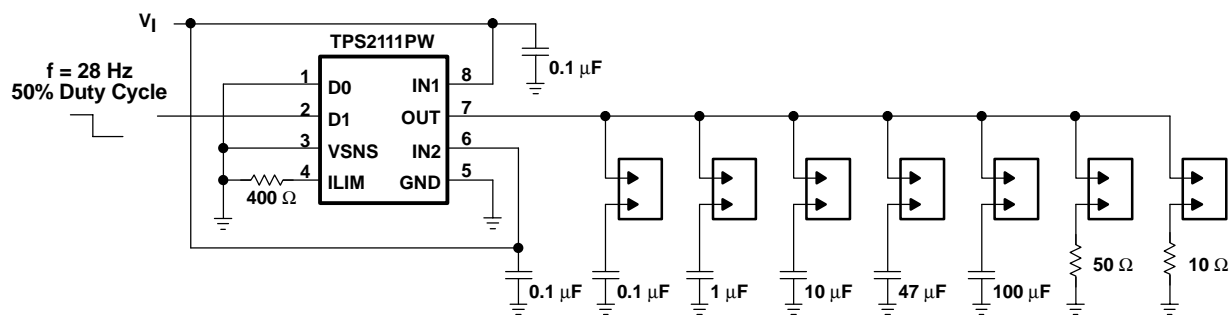 VI
TPS2111PW
f = 28 Hz
50% Duty Cycle
0.1 μF
1 D0 IN1 8
2 D1 OUT 7
3 VSNS IN2 6
4 ILIM GND 5
400 Ω
50 Ω 10 Ω
0.1 μF 0.1 μF 1 μF 10 μF 47 μF 100 μF